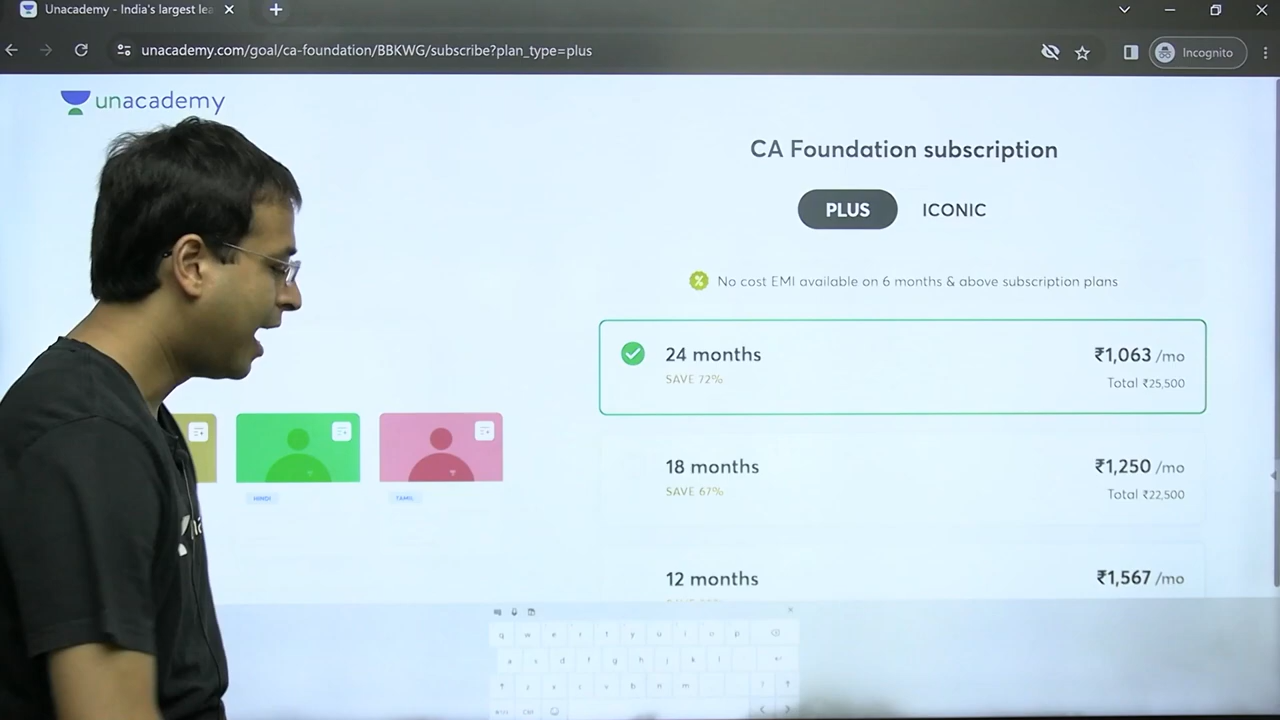 Unacademy - India's largest lea
unacademy.com/goal/ca-foundation/BBKWG/subscribe?plan_type=plus
Incognito
unacademy
CA Foundation subscription
PLUS
ICONIC
No cost EMI available on 6 months & above subscription plans
24 months
₹1,063 /mo
SAVE 72%
Total ₹25,500
18 months
₹1,250 /mo
SAVE 67%
Total ₹22,500
HINDI
TAMIL
12 months
₹1,567 /mo
q w e r t y u i o p
a s d f g h j k l
z x c v b n m